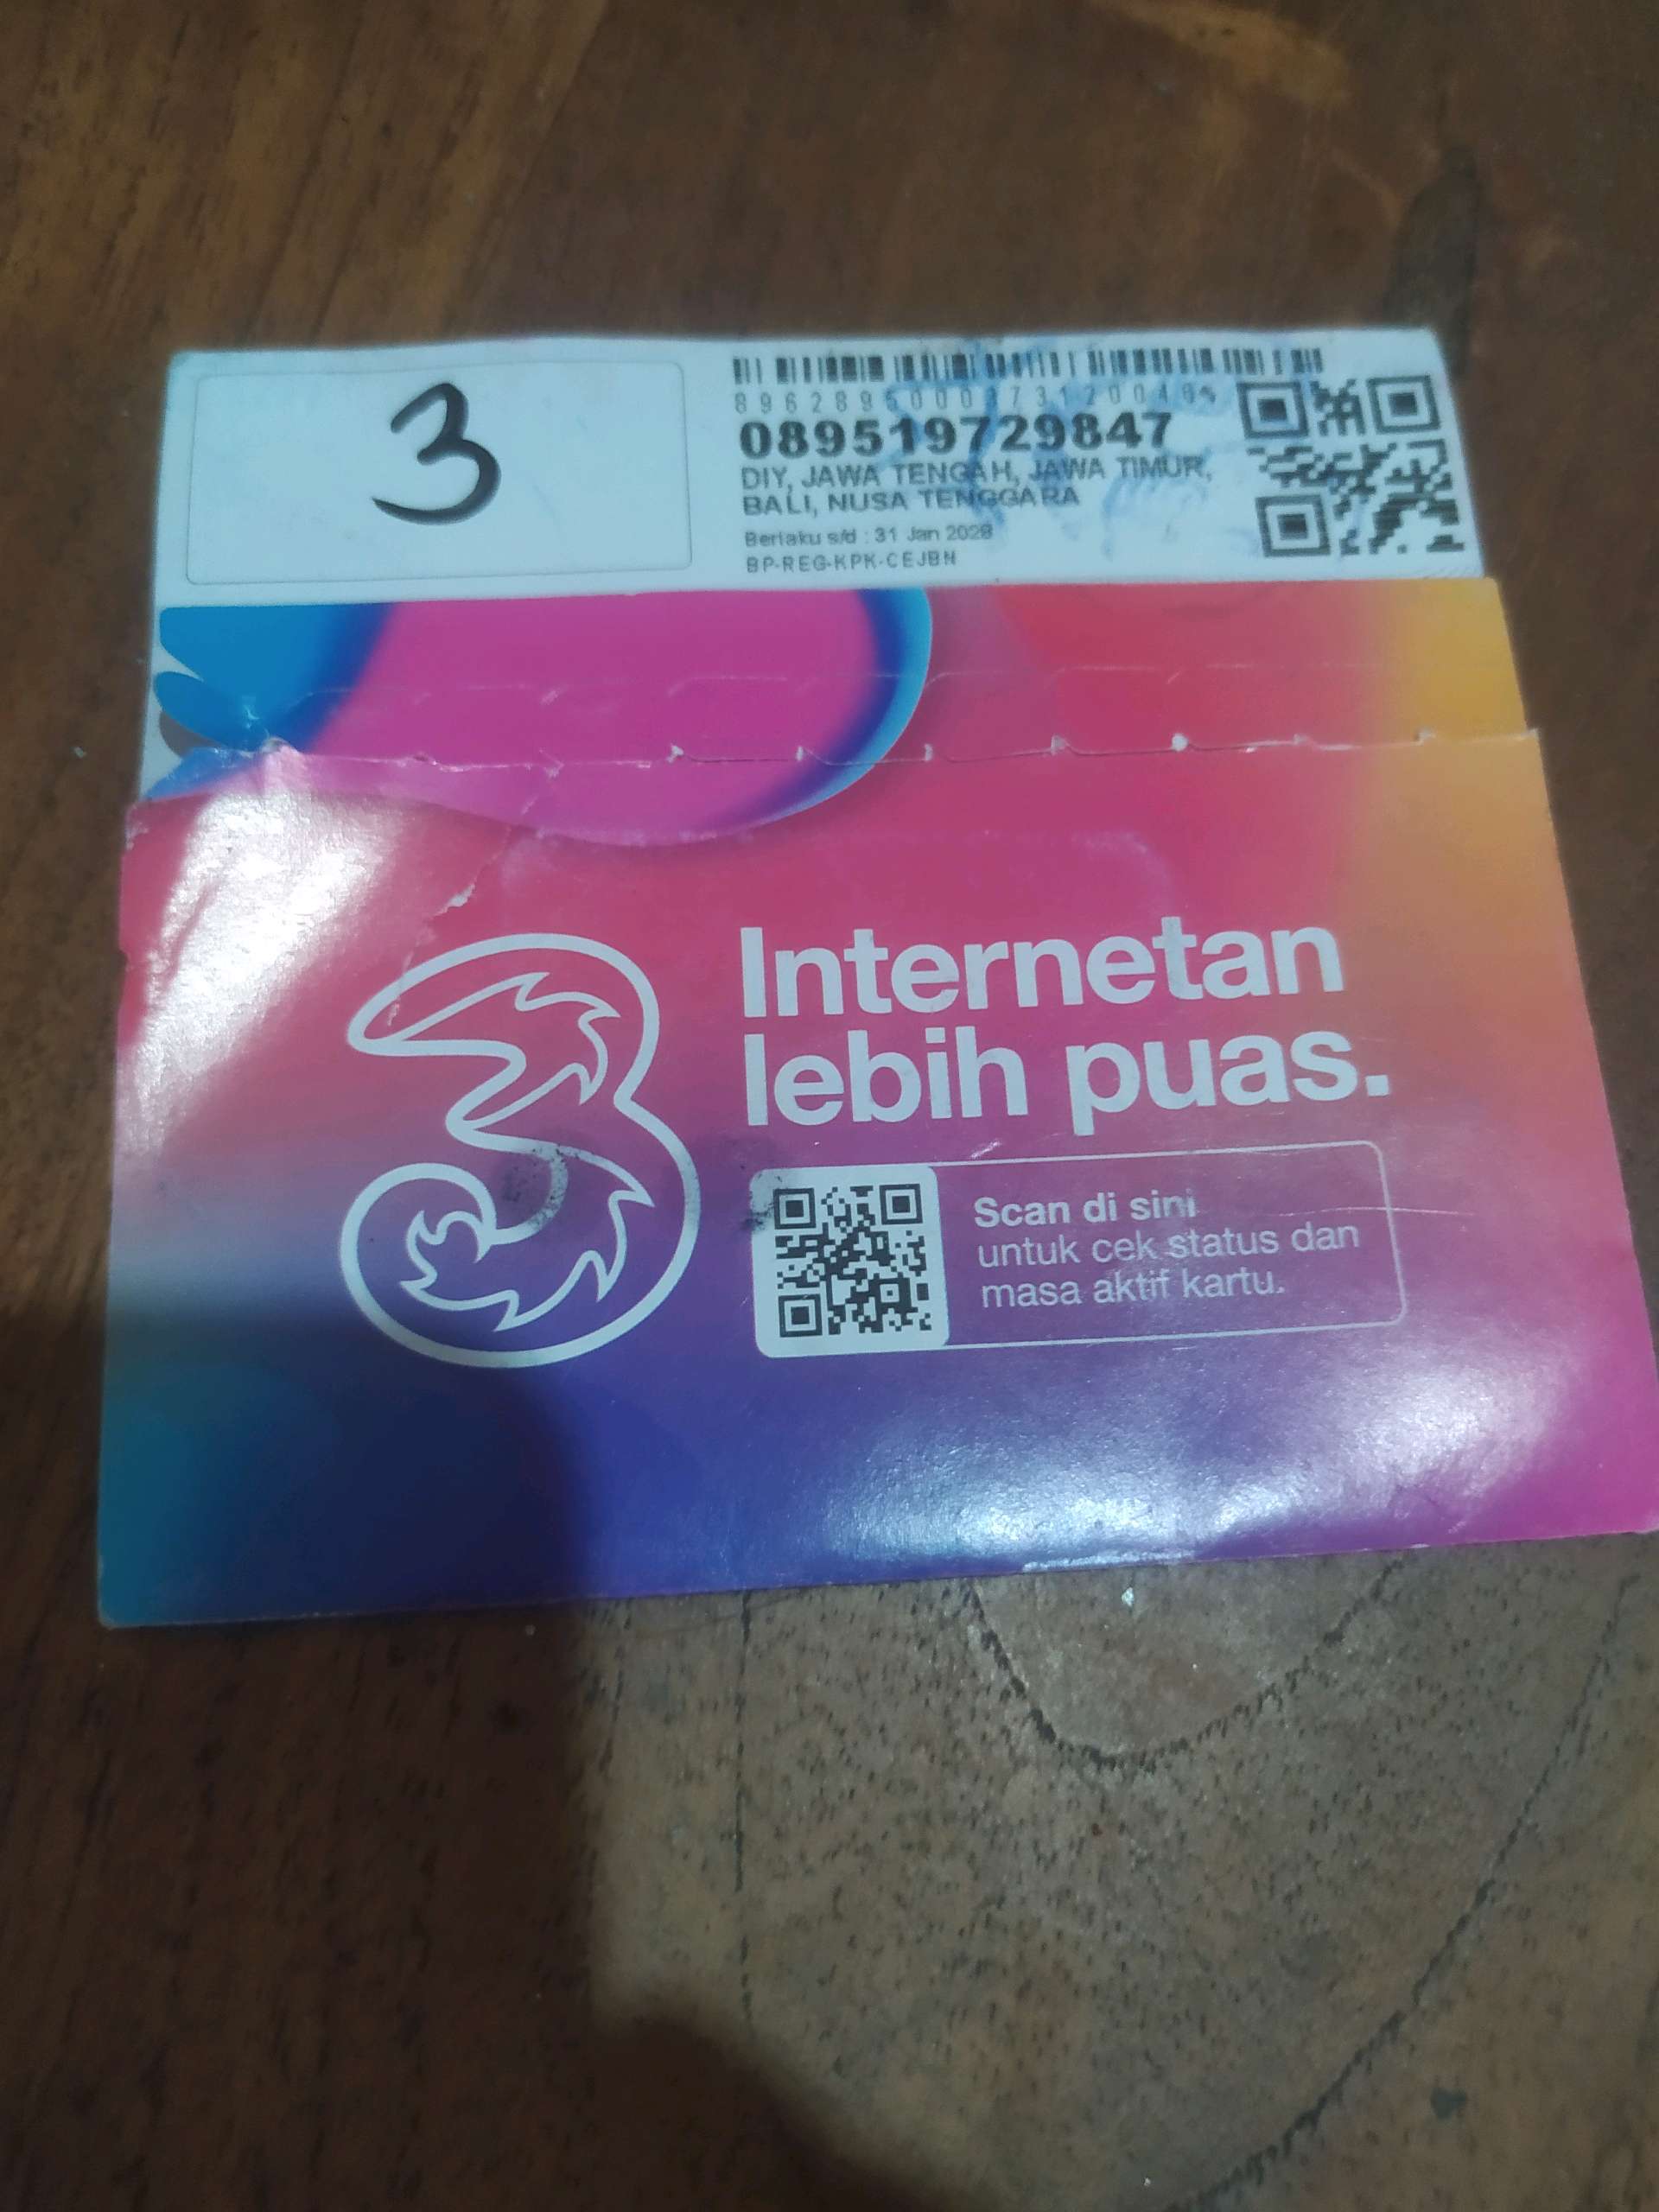 3
089519729847
DIY, JAWA TENGAH, JAWA TIMUR,
BALI, NUSA TENGGARA
Berlaku s/d : 31 Jan 2028
BP-REG-KPK-CEJBN
3
Internetan
lebih puas.
Scan di sini
untuk cek status dan
masa aktif kartu.